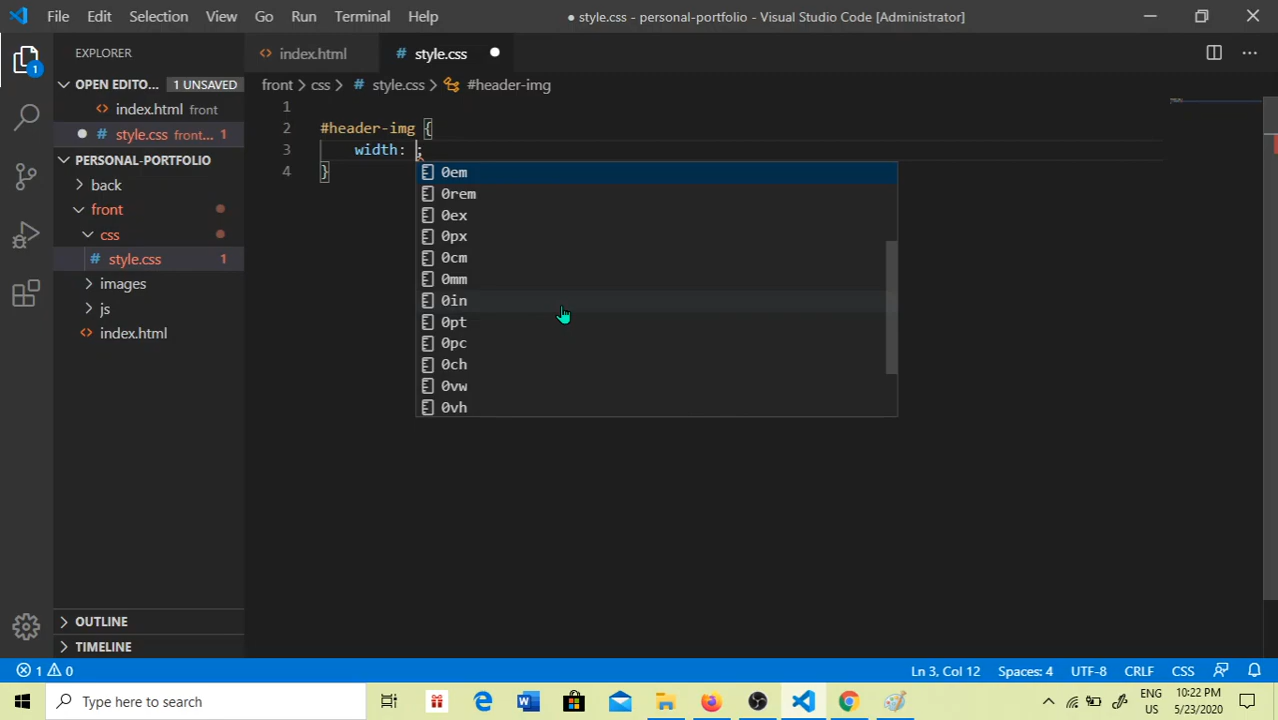 File Edit Selection View Go Run Terminal Help ● style.css - personal-portfolio - Visual Studio Code [Administrator]
EXPLORER
<> index.html
# style.css ●
OPEN EDITO... 1 UNSAVED
<> index.html front
● # style.css front... 1
PERSONAL-PORTFOLIO
> back
front
css
# style.css 1
> images
> js
<> index.html
> OUTLINE
> TIMELINE
1
front > css > # style.css > #header-img
1
2 #header-img {
3 width: ;
4 }
0em
0rem
0ex
0px
0cm
0mm
0in
0pt
0pc
0ch
0vw
0vh
1 0
Ln 3, Col 12 Spaces: 4 UTF-8 CRLF CSS
Type here to search
ENG
US
10:22 PM
5/23/2020